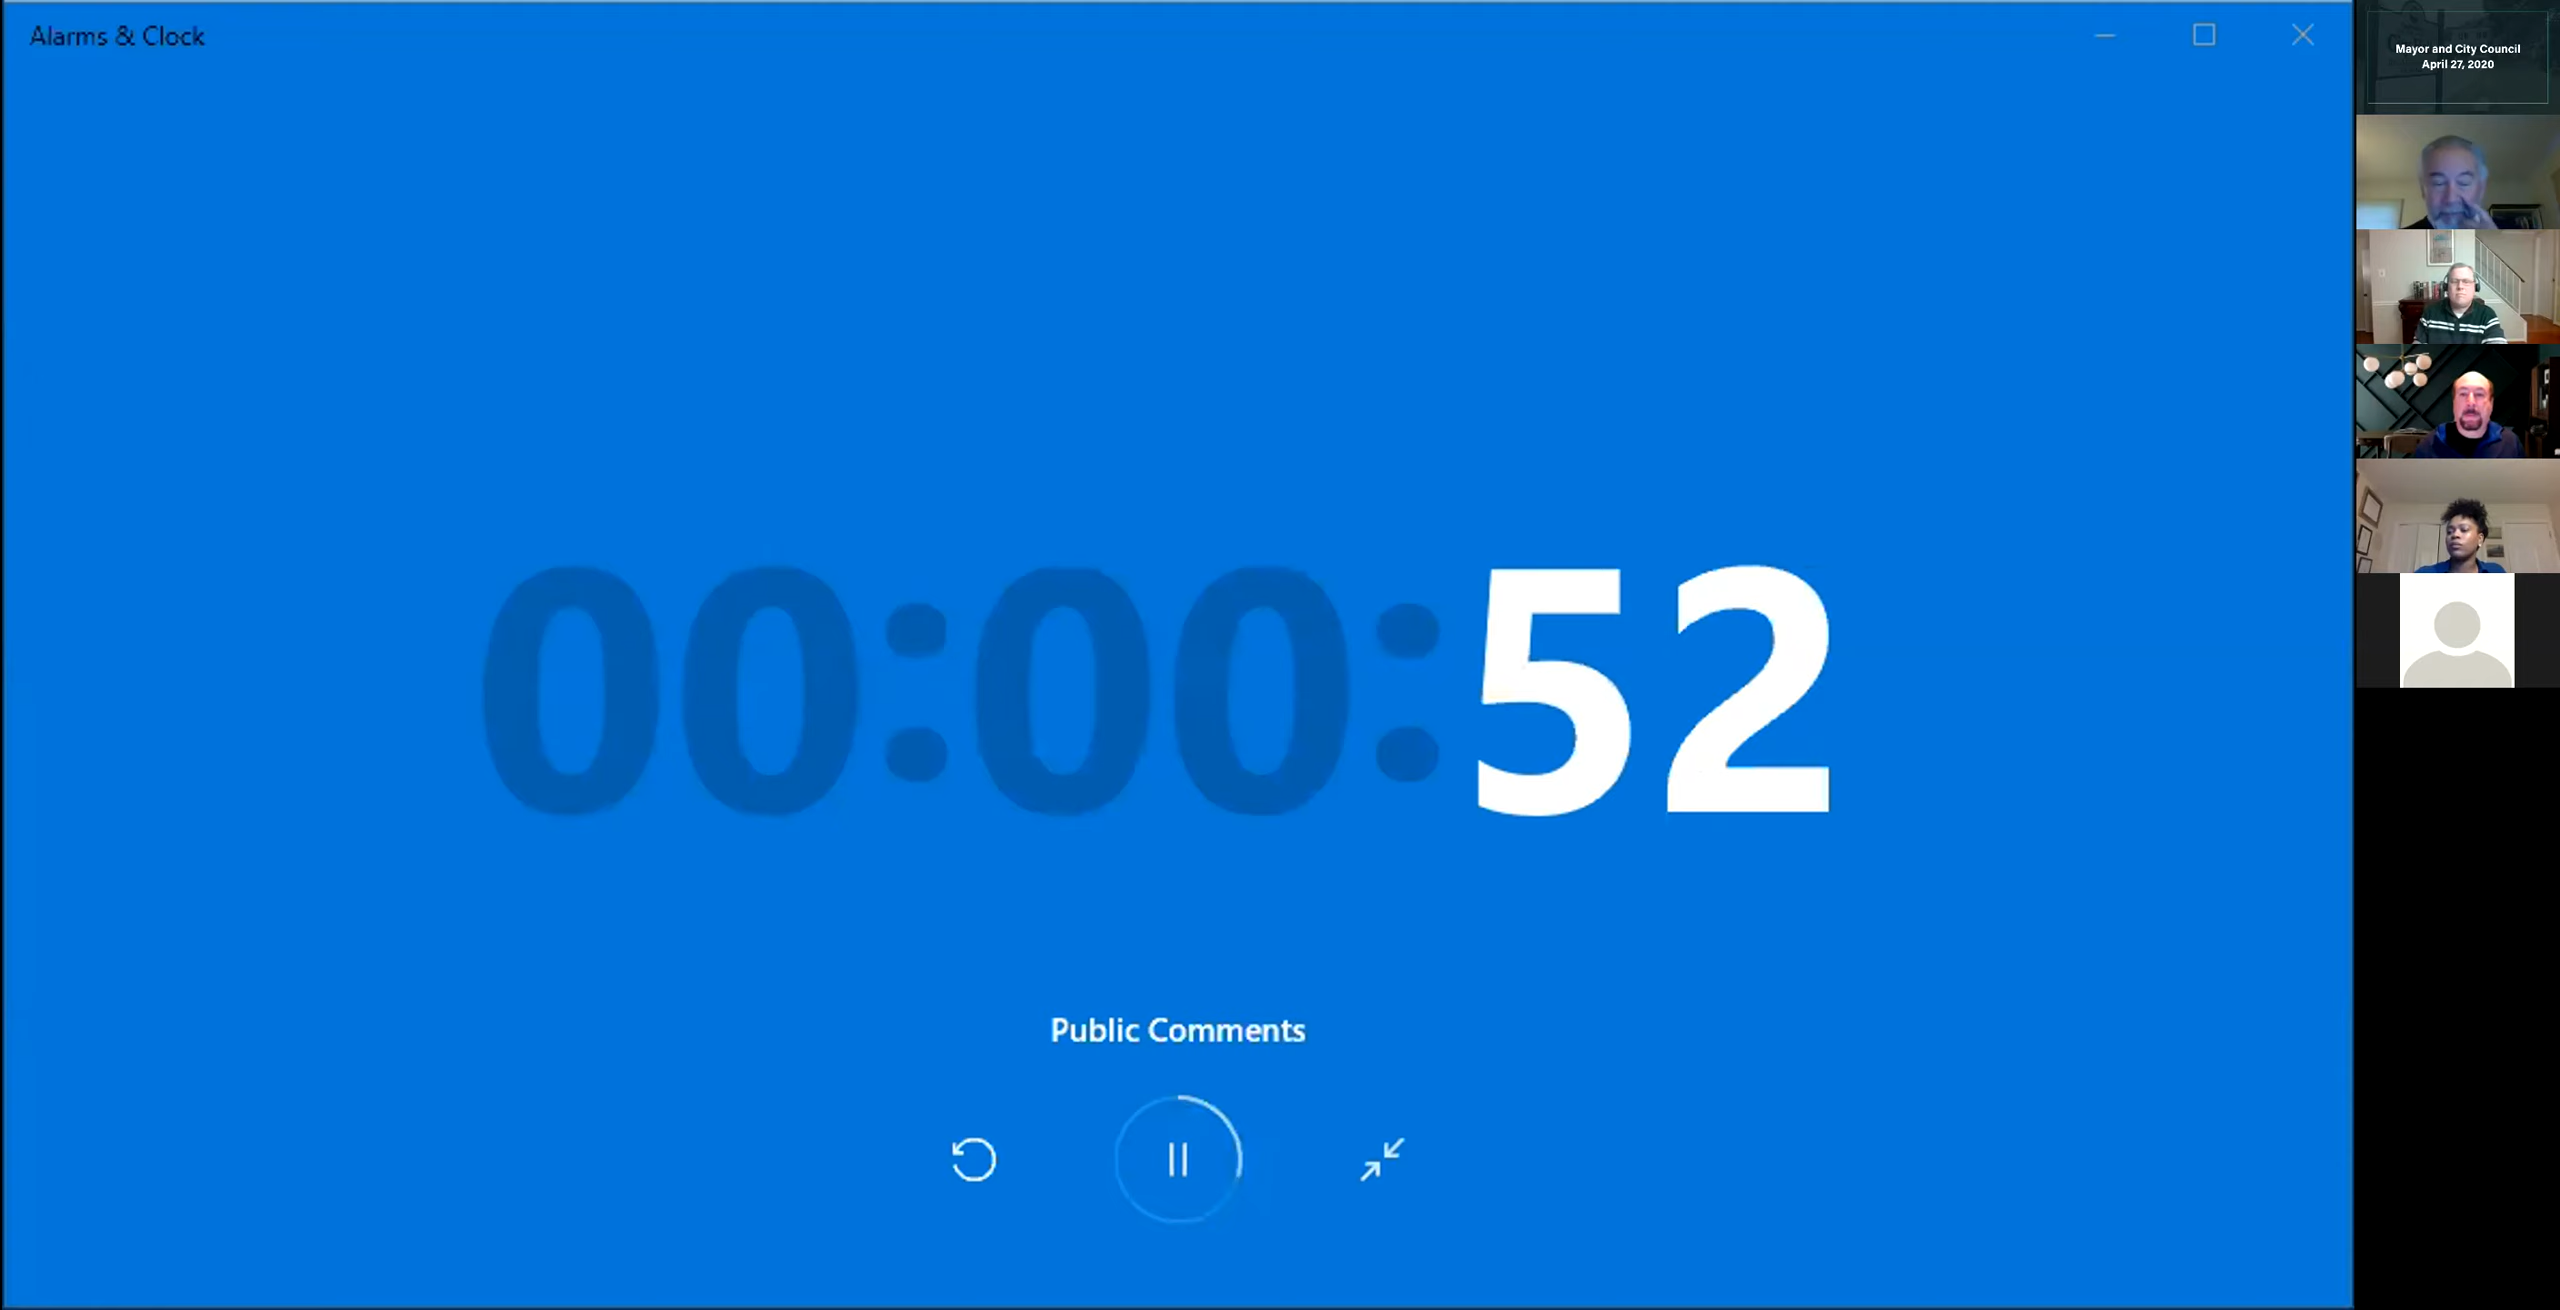 Alarms & Clock
Mayor and City Council
April 27, 2020
00:00:52
Public Comments